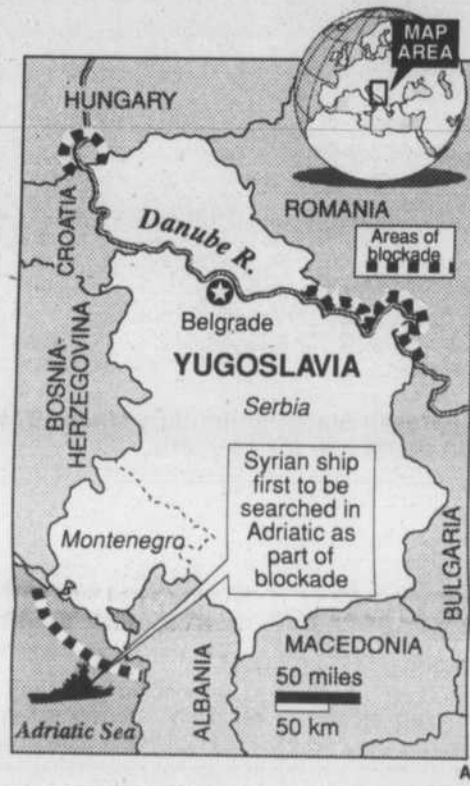 MAP
AREA
HUNGARY
CROATIA
Danube R.
ROMANIA
Areas of
blockade
Belgrade
BOSNIA-
HERZEGOVINA
YUGOSLAVIA
Serbia
Syrian ship
first to be
searched in
Adriatic as
part of
blockade
Montenegro
BULGARIA
MACEDONIA
50 miles
50 km
ALBANIA
Adriatic Sea
A